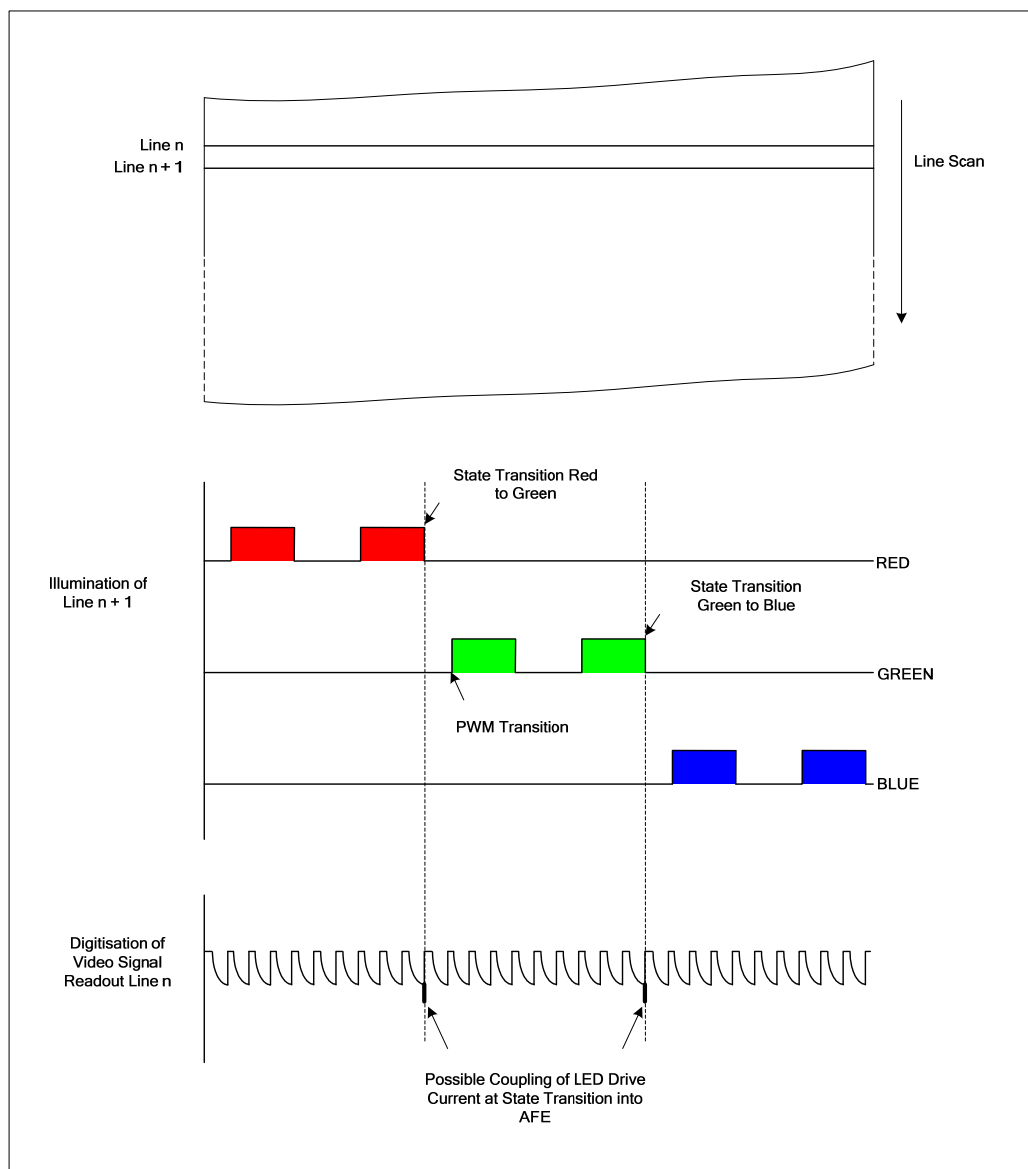 Line n
Line n + 1
Line Scan
State Transition Red
to Green
RED
Illumination of
Line n + 1
State Transition
Green to Blue
GREEN
PWM Transition
BLUE
Digitisation of
Video Signal
Readout Line n
Possible Coupling of LED Drive
Current at State Transition into
AFE